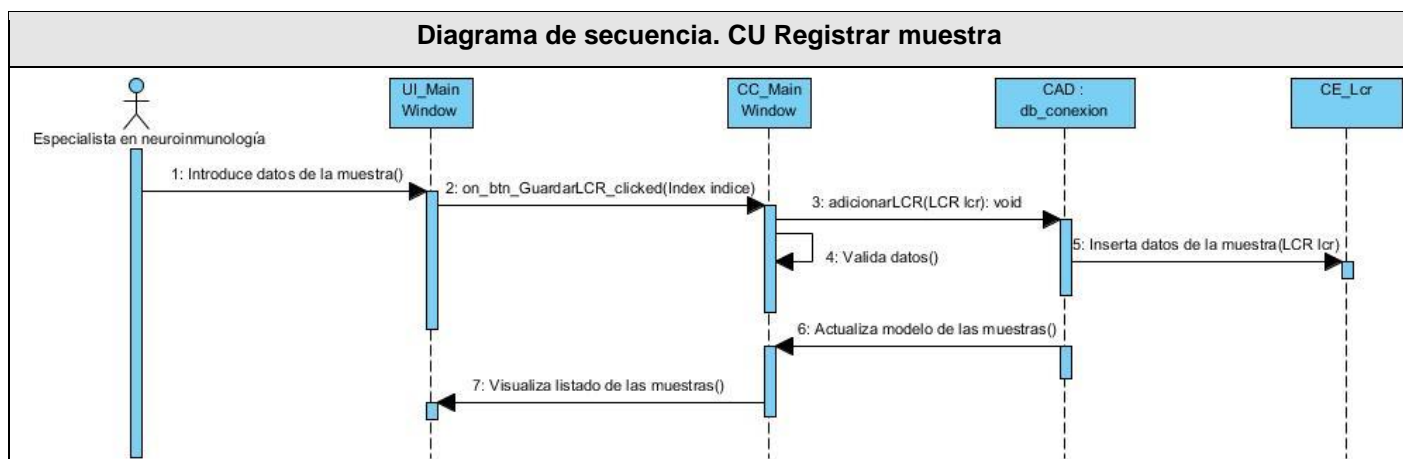 Diagrama de secuencia. CU Registrar muestra
Especialista en neuroinmunología
UI_Main
Window
CC_Main
Window
CAD :
db_conexion
CE_Lcr
1: Introduce datos de la muestra()
2: on_btn_GuardarLCR_clicked(Index indice)
3: adicionarLCR(LCR lcr): void
4: Valida datos()
5: Inserta datos de la muestra(LCR lcr)
6: Actualiza modelo de las muestras()
7: Visualiza listado de las muestras()